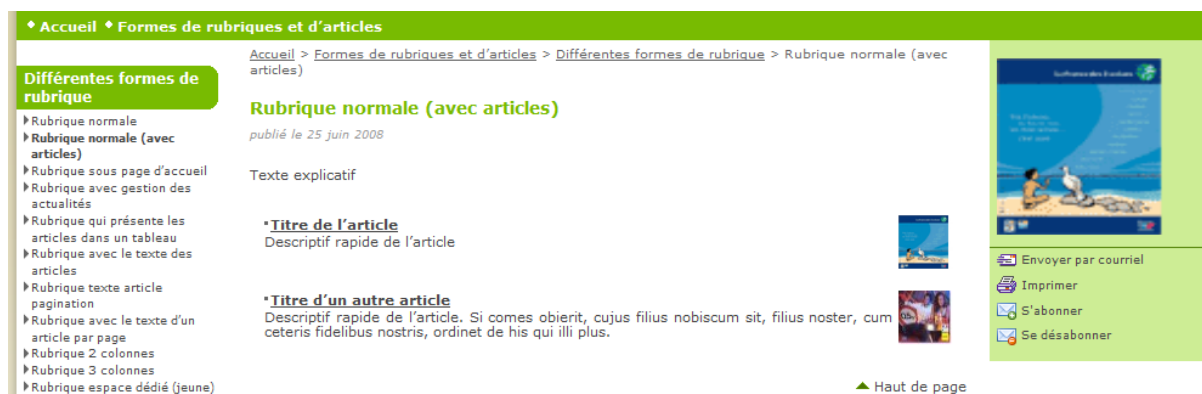 Accueil Formes de rubriques et d'articles
Différentes formes de
rubrique
Rubrique normale
Rubrique normale (avec
articles)
Rubrique sous page d'accueil
Rubrique avec gestion des
actualités
Rubrique qui présente les
articles dans un tableau
Rubrique avec le texte des
articles
Rubrique texte article
pagination
Rubrique avec le texte d'un
article par page
Rubrique 2 colonnes
Rubrique 3 colonnes
Rubrique espace dédié (jeune)
Accueil > Formes de rubriques et d'articles > Différentes formes de rubrique > Rubrique normale (avec
articles)
Rubrique normale (avec articles)
publié le 25 juin 2008
Texte explicatif
Titre de l'article
Descriptif rapide de l'article
Titre d'un autre article
Descriptif rapide de l'article. Si comes obierit, cujus filius nobiscum sit, filius noster, cum
ceteris fidelibus nostris, ordinet de his qui illi plus.
Haut de page
Envoyer par courriel
Imprimer
S'abonner
Se désabonner